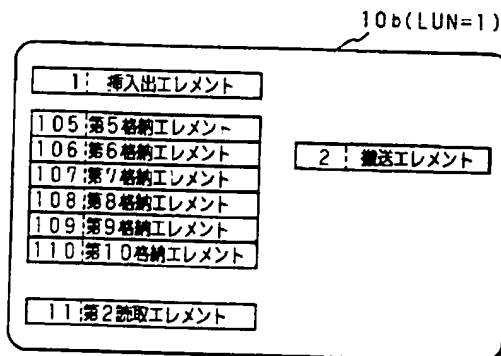 10b(LUN=1)
1 挿入出エレメント
105 第5格納エレメント
106 第6格納エレメント
107 第7格納エレメント
108 第8格納エレメント
109 第9格納エレメント
110 第10格納エレメント
2 搬送エレメント
11 第2読取エレメント